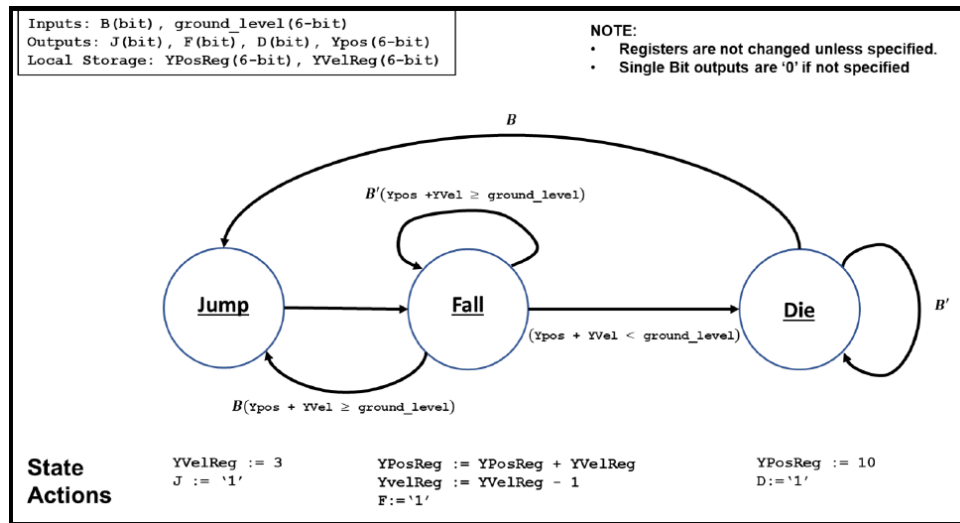 Inputs: B(bit), ground_level(6-bit)
Outputs: J(bit), F(bit), D(bit), Ypos(6-bit)
Local Storage: YPosReg(6-bit), YVelReg(6-bit)
NOTE:
• Registers are not changed unless specified.
• Single Bit outputs are ‘0’ if not specified
B
B'(Ypos +YVel ≥ ground_level)
Jump
Fall
Die
B'
(Ypos + YVel < ground_level)
B(Ypos + YVel ≥ ground_level)
State
Actions
YVelReg := 3
J := ‘1’
YPosReg := YPosReg + YVelReg
YvelReg := YVelReg - 1
F:=‘1’
YPosReg := 10
D:=‘1’